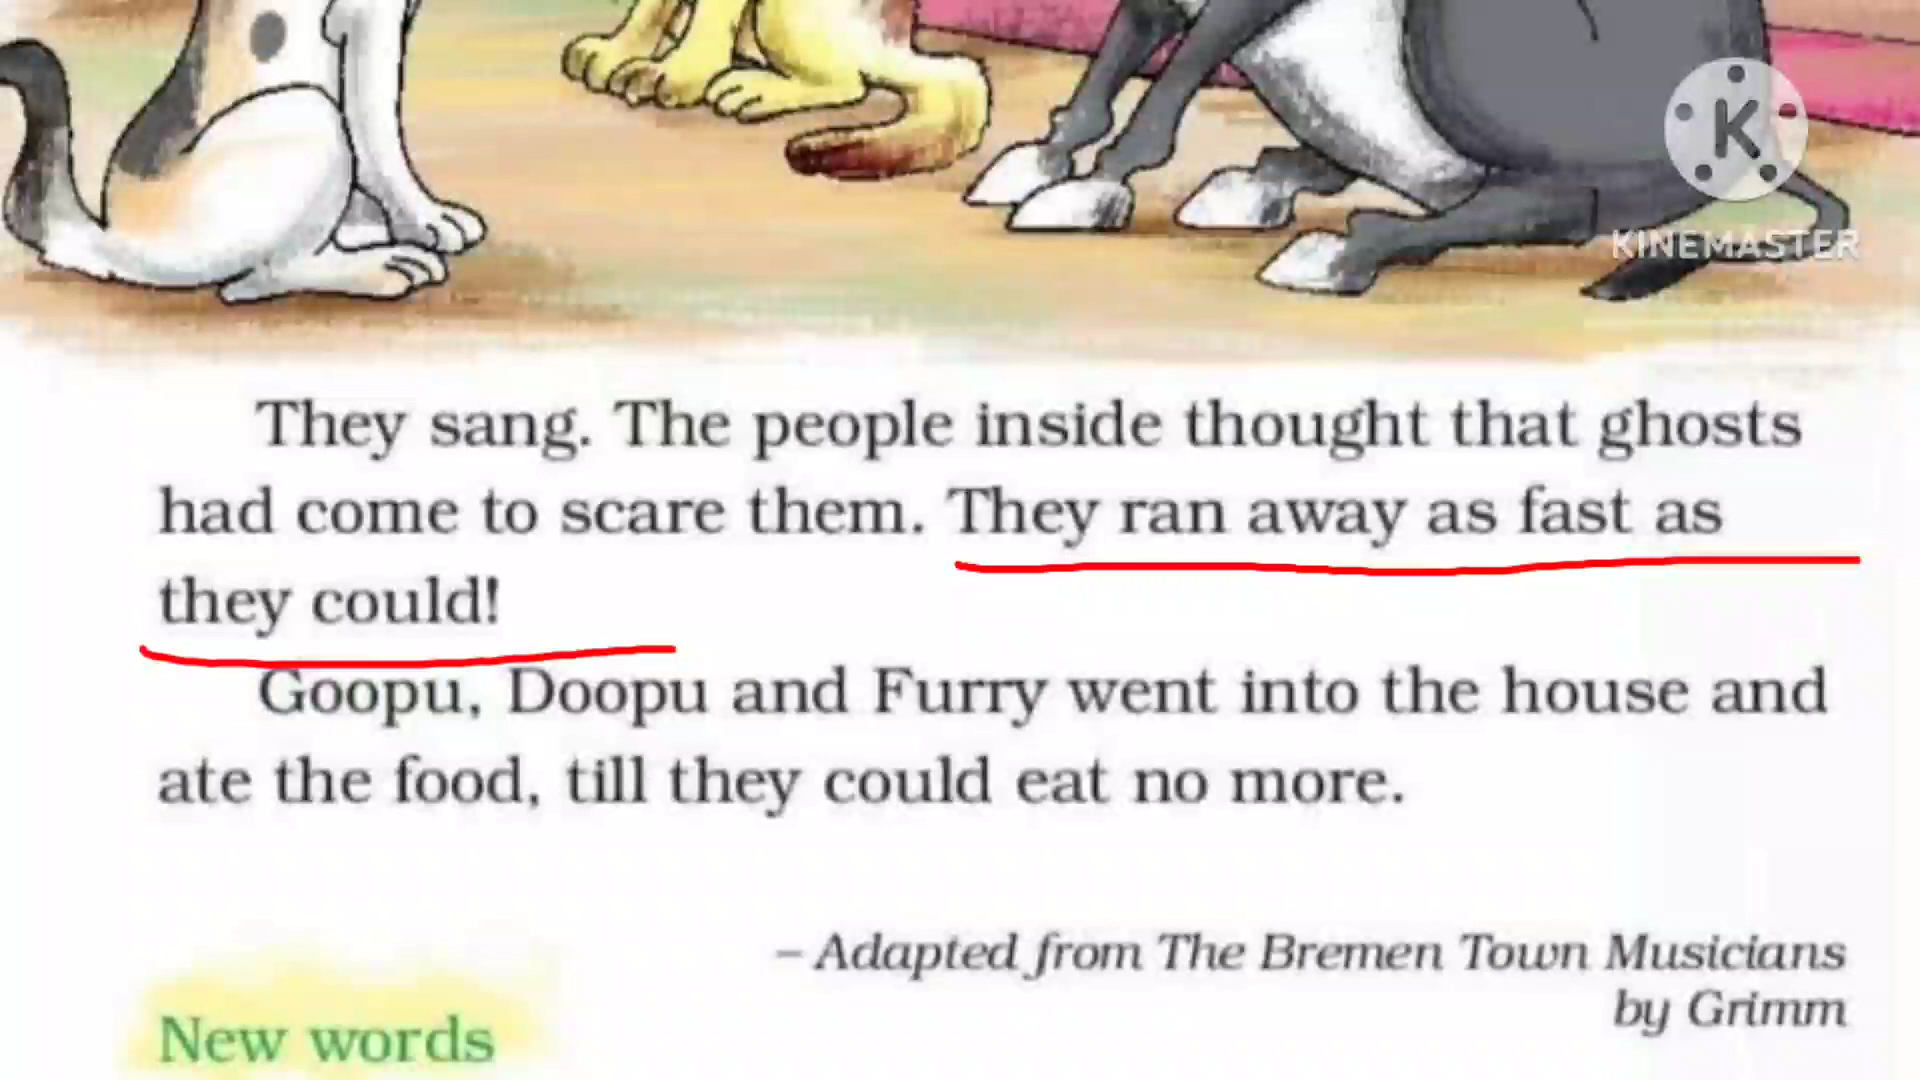 K
KINEMASTER
They sang. The people inside thought that ghosts
had come to scare them. They ran away as fast as
they could!
Goopu, Doopu and Furry went into the house and
ate the food, till they could eat no more.
– Adapted from The Bremen Town Musicians
by Grimm
New words